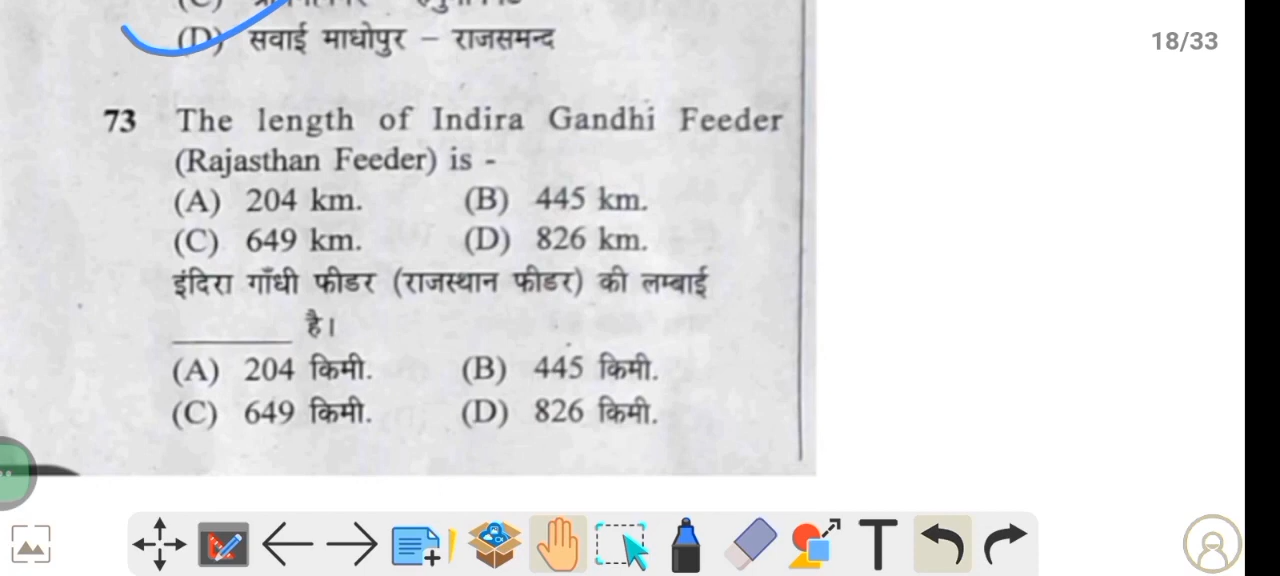 (D) सवाई माधोपुर – राजसमन्द
18/33
73 The length of Indira Gandhi Feeder
(Rajasthan Feeder) is -
(A) 204 km. (B) 445 km.
(C) 649 km. (D) 826 km.
इंदिरा गाँधी फीडर (राजस्थान फीडर) की लम्बाई
________ है।
(A) 204 किमी. (B) 445 किमी.
(C) 649 किमी. (D) 826 किमी.
T